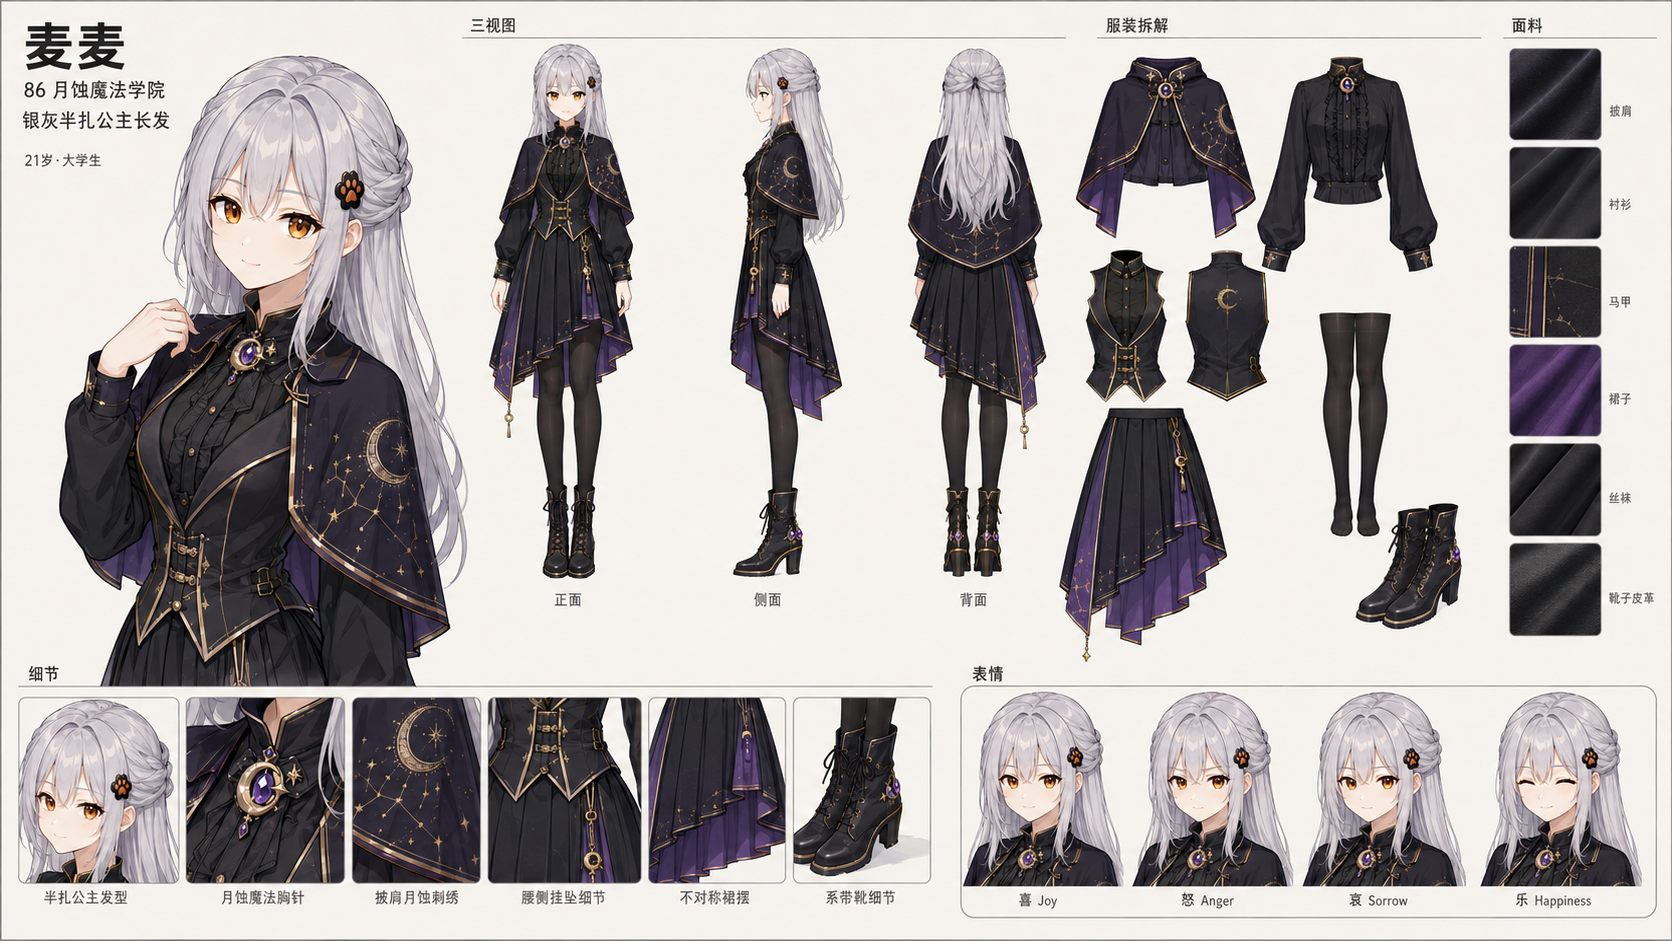 麦麦
86 月蚀魔法学院
银灰半扎公主长发
21岁·大学生
三视图
正面
侧面
背面
服装拆解
面料
披肩
衬衫
马甲
裙子
丝袜
靴子皮革
细节
半扎公主发型
月蚀魔法胸针
披肩月蚀刺绣
腰侧挂坠细节
不对称裙摆
系带靴细节
表情
喜 Joy
怒 Anger
哀 Sorrow
乐 Happiness